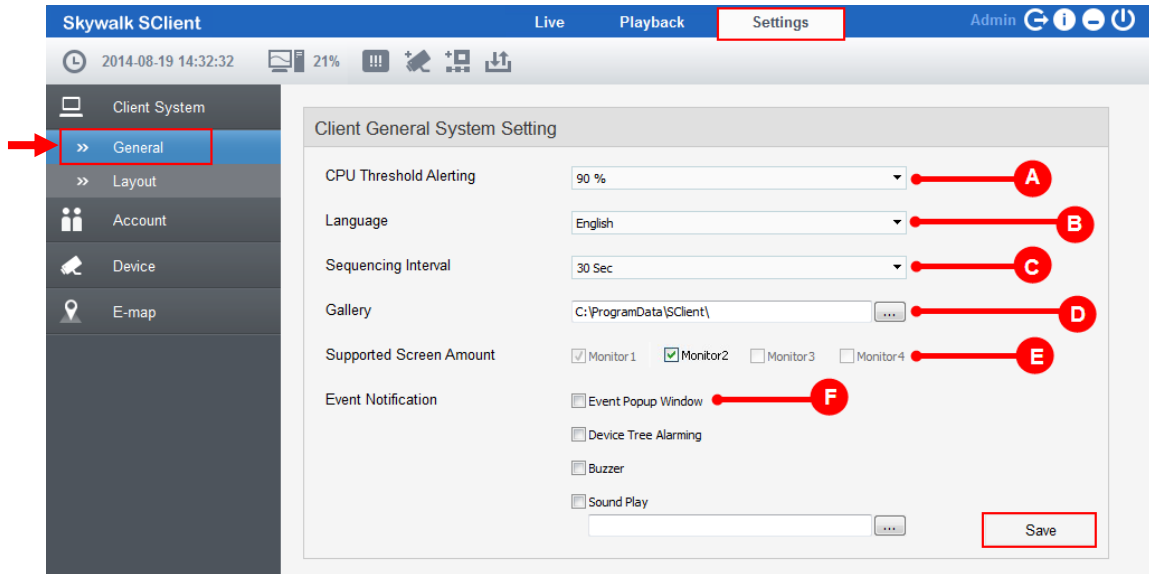 Skywalk SClient Live Playback Settings Admin
2014-08-19 14:32:32 21%
Client System
General
Layout
Account
Device
E-map
Client General System Setting
CPU Threshold Alerting 90 % A
Language English B
Sequencing Interval 30 Sec C
Gallery C:\ProgramData\SClient\ ... D
Supported Screen Amount Monitor1 Monitor2 Monitor3 Monitor4 E
Event Notification Event Popup Window F
Device Tree Alarming
Buzzer
Sound Play
...
Save